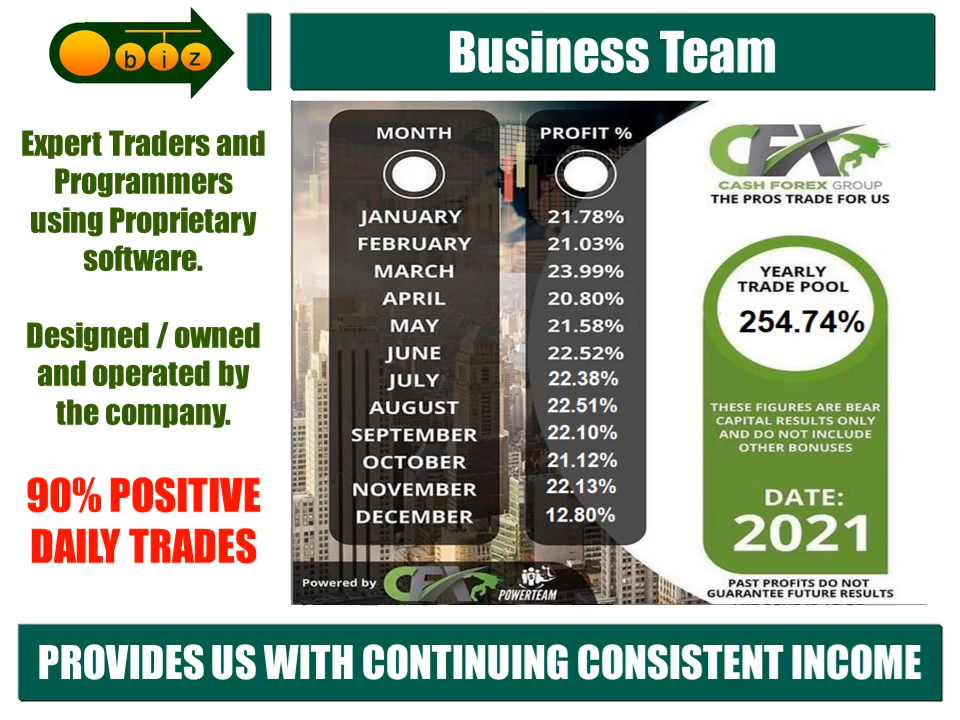 biz
Business Team
Expert Traders and
Programmers
using Proprietary
software.
Designed / owned
and operated by
the company.
90% POSITIVE
DAILY TRADES
MONTH PROFIT %
JANUARY 21.78%
FEBRUARY 21.03%
MARCH 23.99%
APRIL 20.80%
MAY 21.58%
JUNE 22.52%
JULY 22.38%
AUGUST 22.51%
SEPTEMBER 22.10%
OCTOBER 21.12%
NOVEMBER 22.13%
DECEMBER 12.80%
Powered by CFX POWERTEAM
CFX
CASH FOREX GROUP
THE PROS TRADE FOR US
YEARLY
TRADE POOL
254.74%
THESE FIGURES ARE BEAR
CAPITAL RESULTS ONLY
AND DO NOT INCLUDE
OTHER BONUSES
DATE:
2021
PAST PROFITS DO NOT
GUARANTEE FUTURE RESULTS
PROVIDES US WITH CONTINUING CONSISTENT INCOME